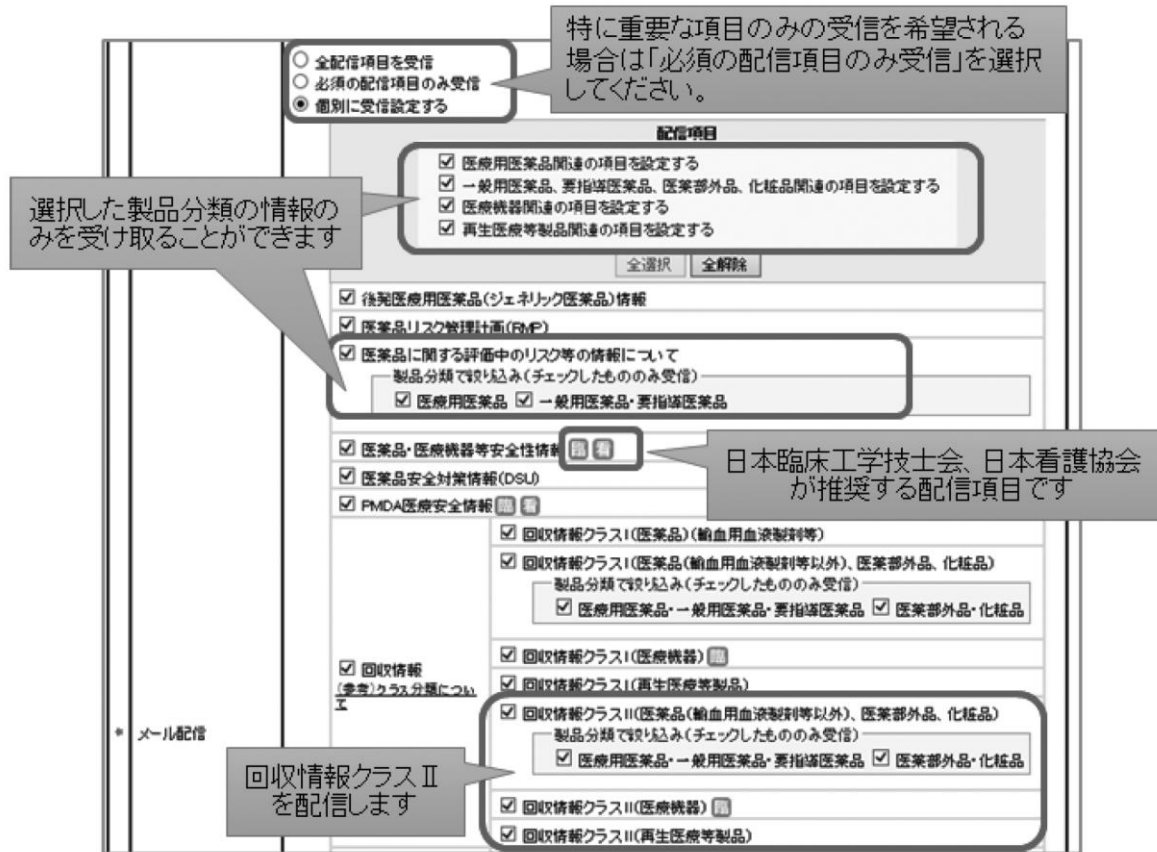 特に重要な項目のみの受信を希望される
場合は「必須の配信項目のみ受信」を選択
してください。
全配信項目を受信
必須の配信項目のみ受信
個別に受信設定する
配信項目
医療用医薬品関連の項目を設定する
一般用医薬品、要指導医薬品、医薬部外品、化粧品関連の項目を設定する
医療機器関連の項目を設定する
再生医療等製品関連の項目を設定する
選択した製品分類の情報の
みを受け取ることができます
全選択 全解除
後発医療用医薬品(ジェネリック医薬品)情報
医薬品リスク管理計画(RMP)
医薬品に関する評価中のリスク等の情報について
製品分類で絞り込み(チェックしたもののみ受信)
医療用医薬品 一般用医薬品・要指導医薬品
医薬品・医療機器等安全性情報 臨 看
日本臨床工学技士会、日本看護協会
が推奨する配信項目です
医薬品安全対策情報(DSU)
PMDA医療安全情報 臨 看
回収情報クラスI(医薬品)(輸血用血液製剤等)
回収情報クラスI(医薬品(輸血用血液製剤等以外)、医薬部外品、化粧品)
製品分類で絞り込み(チェックしたもののみ受信)
医療用医薬品・一般用医薬品・要指導医薬品 医薬部外品・化粧品
回収情報クラスI(医療機器) 臨
回収情報
(参考)クラス分類につい
て
回収情報クラスI(再生医療等製品)
回収情報クラスII(医薬品(輸血用血液製剤等以外)、医薬部外品、化粧品)
* メール配信
製品分類で絞り込み(チェックしたもののみ受信)
医療用医薬品・一般用医薬品・要指導医薬品 医薬部外品・化粧品
回収情報クラスⅡ
を配信します
回収情報クラスII(医療機器) 臨
回収情報クラスII(再生医療等製品)